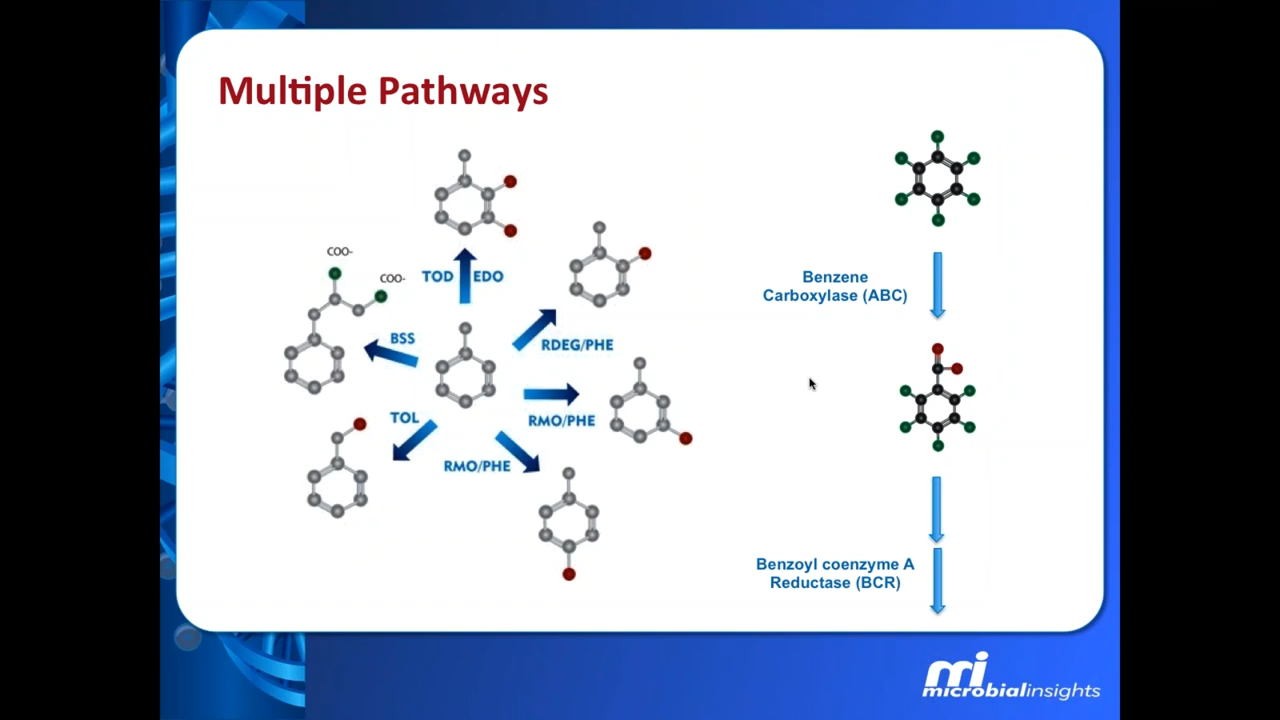 Multiple Pathways
COO-
COO-
TOD EDO
BSS
RDEG/PHE
TOL
RMO/PHE
RMO/PHE
Benzene
Carboxylase (ABC)
Benzoyl coenzyme A
Reductase (BCR)
mi
microbialinsights